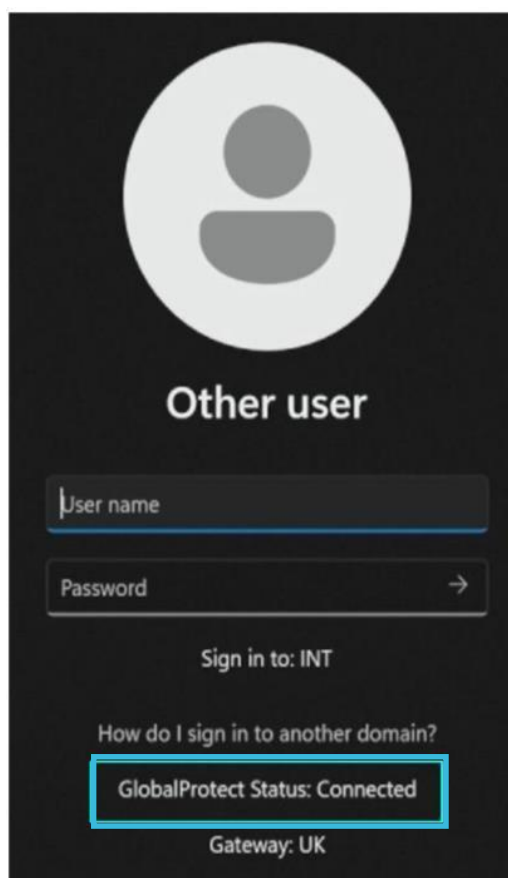 Other user
User name
Password
Sign in to: INT
How do I sign in to another domain?
GlobalProtect Status: Connected
Gateway: UK